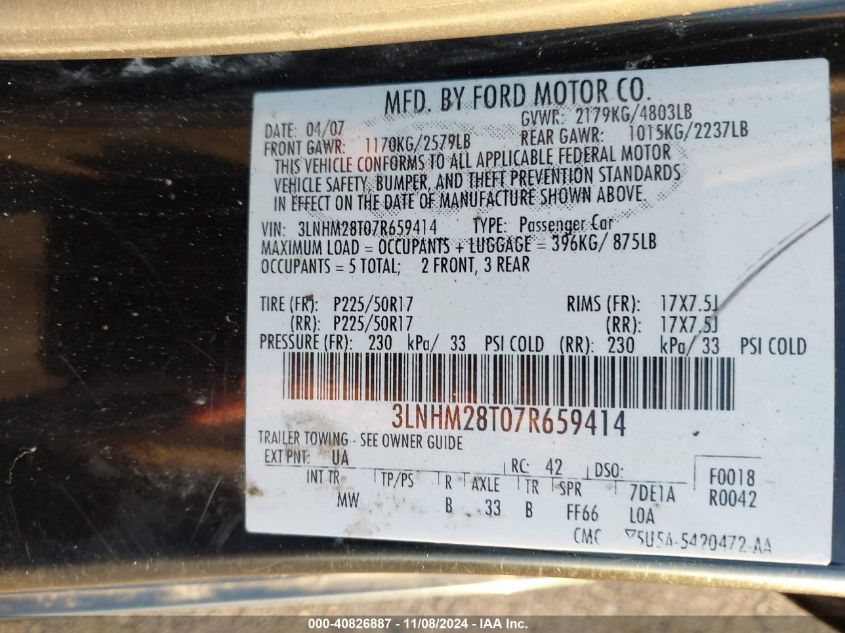 MFD. BY FORD MOTOR CO.
DATE: 04/07 GVWR: 2179KG/4803LB
FRONT GAWR: 1170KG/2579LB REAR GAWR: 1015KG/2237LB
THIS VEHICLE CONFORMS TO ALL APPLICABLE FEDERAL MOTOR
VEHICLE SAFETY, BUMPER, AND THEFT PREVENTION STANDARDS
IN EFFECT ON THE DATE OF MANUFACTURE SHOWN ABOVE.
VIN: 3LNHM28T07R659414 TYPE: Passenger Car
MAXIMUM LOAD = OCCUPANTS + LUGGAGE = 396KG/ 875LB
OCCUPANTS = 5 TOTAL; 2 FRONT, 3 REAR
TIRE (FR): P225/50R17 RIMS (FR): 17X7.5J
(RR): P225/50R17 (RR): 17X7.5J
PRESSURE (FR): 230 kPa/ 33 PSI COLD (RR): 230 kPa/ 33 PSI COLD
3LNHM28T07R659414
TRAILER TOWING - SEE OWNER GUIDE
EXT PNT: UA RC: 42 DSO: F0018
INT TR TP/PS R AXLE TR SPR 7DE1A R0042
MW B 33 B FF66 LOA
CMC 5U5A-5420472-AA
000-40826887 - 11/08/2024 - IAA Inc.